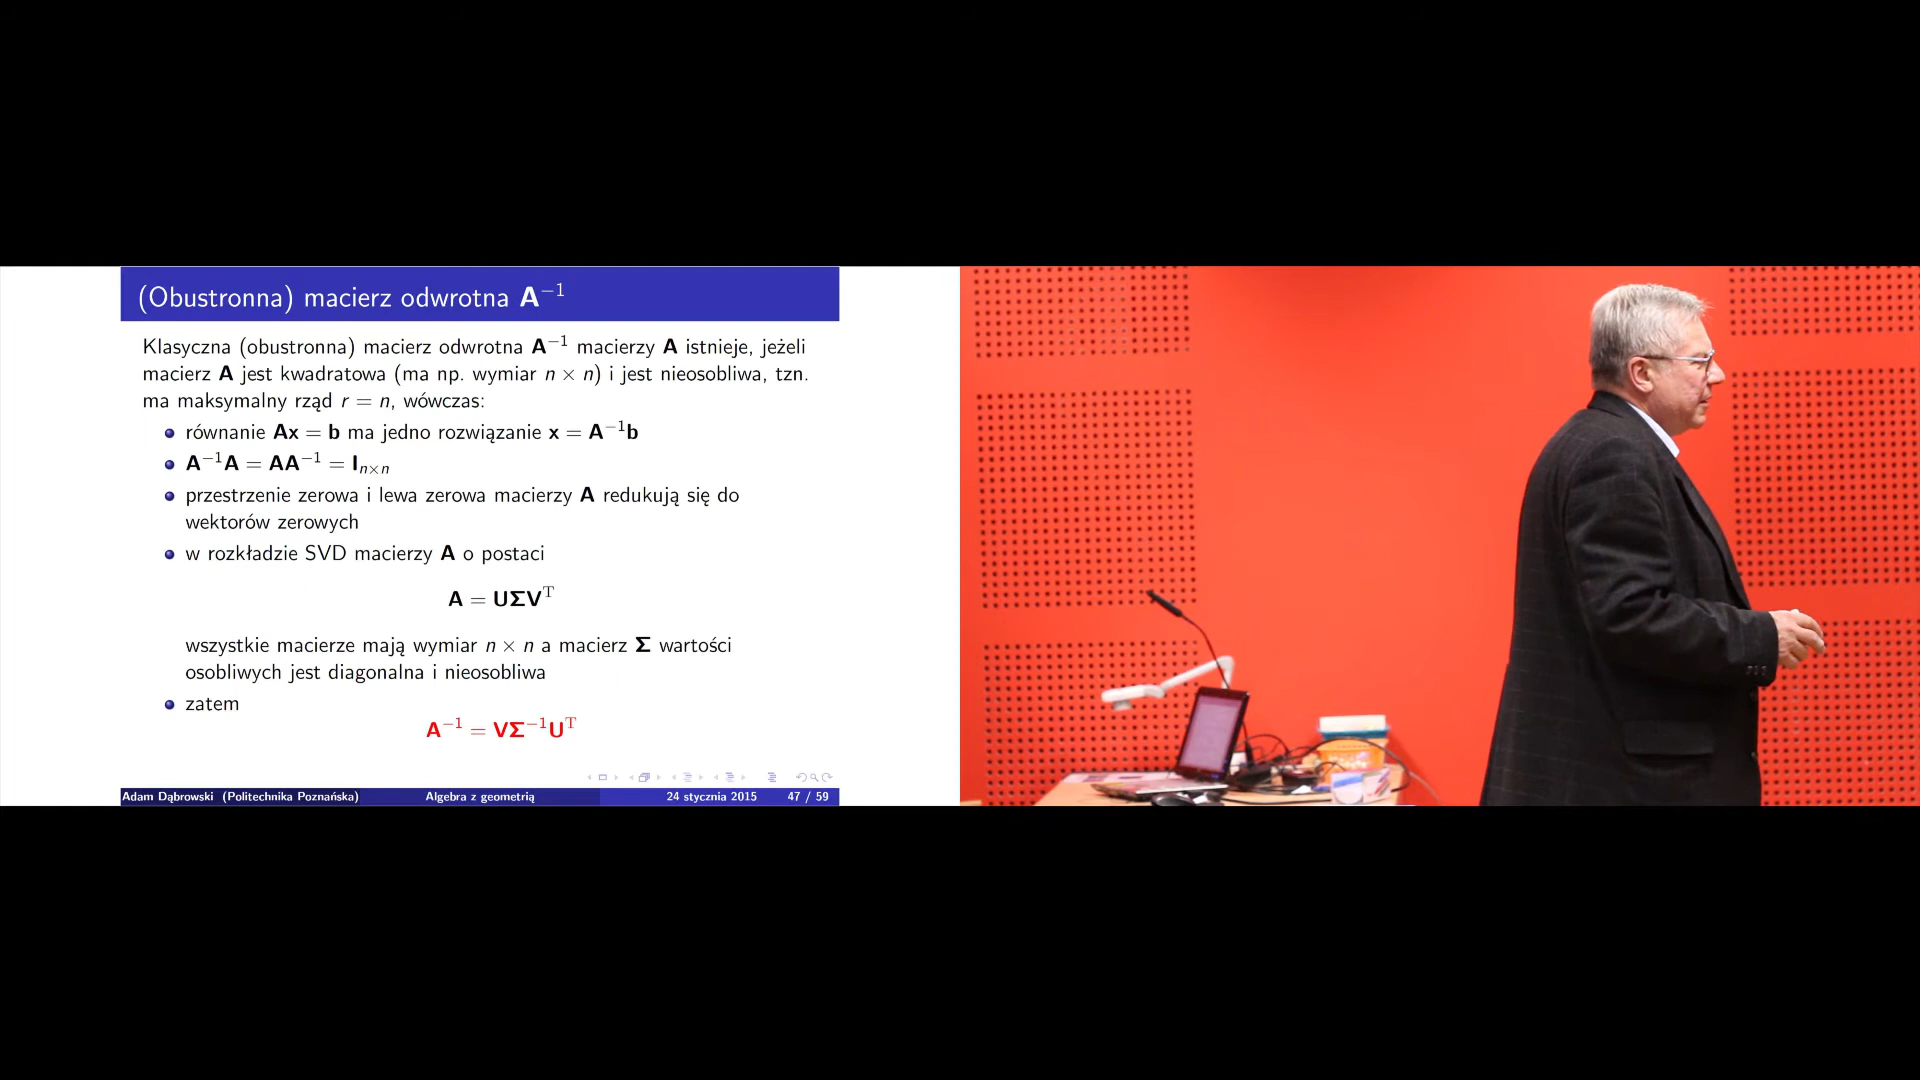 (Obustronna) macierz odwrotna A⁻¹
Klasyczna (obustronna) macierz odwrotna A⁻¹ macierzy A istnieje, jeżeli
macierz A jest kwadratowa (ma np. wymiar n × n) i jest nieosobliwa, tzn.
ma maksymalny rząd r = n, wówczas:
równanie Ax = b ma jedno rozwiązanie x = A⁻¹b
A⁻¹A = AA⁻¹ = Iₙ×ₙ
przestrzenie zerowa i lewa zerowa macierzy A redukują się do
wektorów zerowych
w rozkładzie SVD macierzy A o postaci
A = UΣVᵀ
wszystkie macierze mają wymiar n × n a macierz Σ wartości
osobliwych jest diagonalna i nieosobliwa
zatem
A⁻¹ = VΣ⁻¹Uᵀ
Adam Dąbrowski (Politechnika Poznańska) Algebra z geometrią 24 stycznia 2015 47 / 59